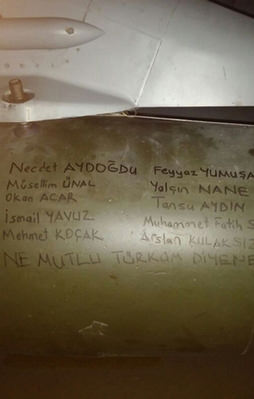 Necdet AYDOĞDU Feyyaz YUMUŞA
Müsellim ÜNAL Yalçın NANE
Okan ACAR Tansu AYDIN
İsmail YAVUZ Muhammet Fatih S
Mehmet KOÇAK Arslan KULAKSIZ
NE MUTLU TÜRKÜM DİYENE